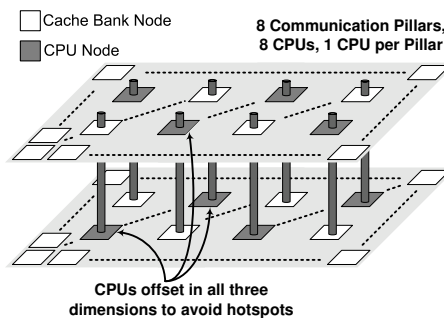 Cache Bank Node
CPU Node
8 Communication Pillars,
8 CPUs, 1 CPU per Pillar
CPUs offset in all three
dimensions to avoid hotspots